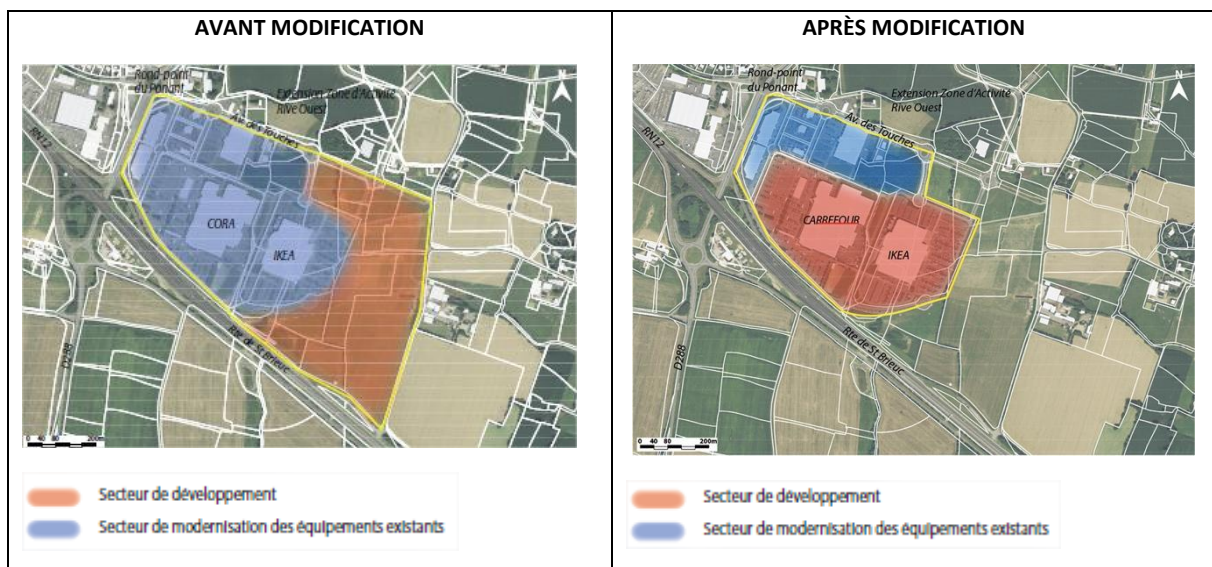 AVANT MODIFICATION
Rond-point
du Ponant
Extension Zone d'Activité
Rive Ouest
N
Av. des Touches
RN12
CORA
IKEA
D288
Rte de St Brieuc
0 40 80 200m
Secteur de développement
Secteur de modernisation des équipements existants
APRÈS MODIFICATION
Rond-point
du Ponant
Extension Zone d'Activité
Rive Ouest
N
Av. des Touches
RN12
CARREFOUR
IKEA
D288
Rte de St Brieuc
0 40 80 200m
Secteur de développement
Secteur de modernisation des équipements existants